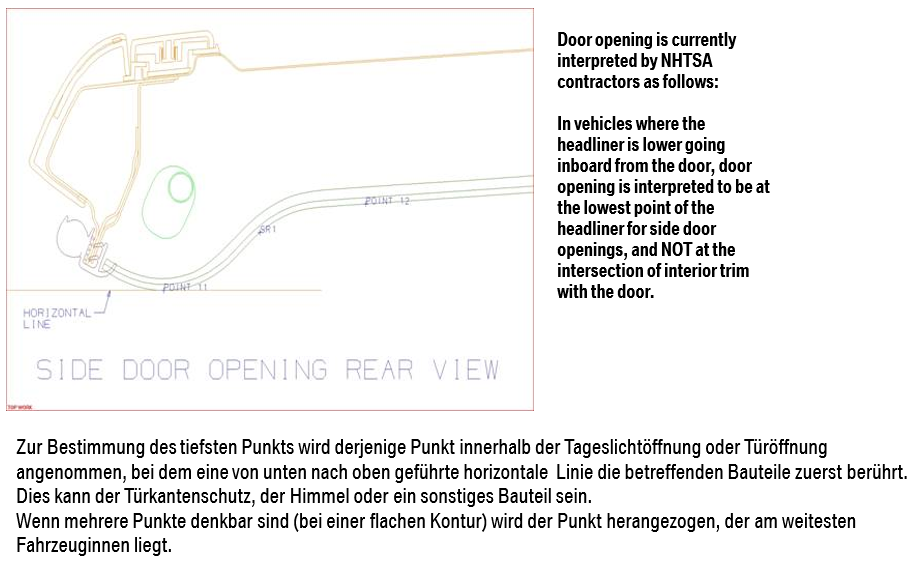 Door opening is currently
interpreted by NHTSA
contractors as follows:
In vehicles where the
headliner is lower going
inboard from the door, door
opening is interpreted to be at
the lowest point of the
headliner for side door
openings, and NOT at the
intersection of interior trim
with the door.
POINT 12
SR1
POINT 11
HORIZONTAL
LINE
SIDE DOOR OPENING REAR VIEW
TOP WORK
Zur Bestimmung des tiefsten Punkts wird derjenige Punkt innerhalb der Tageslichtöffnung oder Türöffnung
angenommen, bei dem eine von unten nach oben geführte horizontale Linie die betreffenden Bauteile zuerst berührt.
Dies kann der Türkantenschutz, der Himmel oder ein sonstiges Bauteil sein.
Wenn mehrere Punkte denkbar sind (bei einer flachen Kontur) wird der Punkt herangezogen, der am weitesten
Fahrzeuginnen liegt.